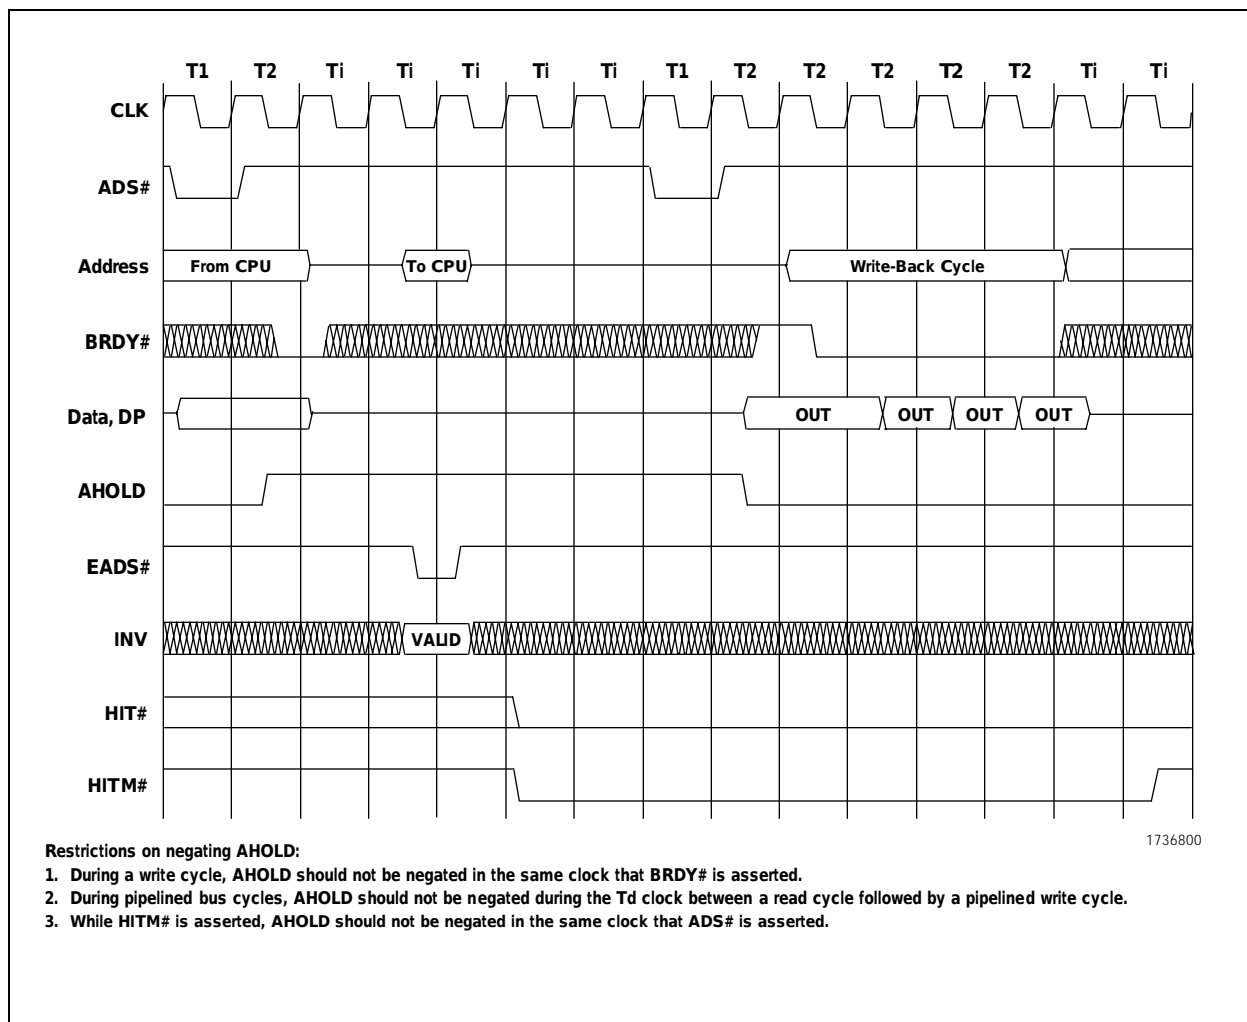 T1 T2 Ti Ti Ti Ti Ti T1 T2 T2 T2 T2 T2 Ti Ti
CLK
ADS#
Address From CPU To CPU Write-Back Cycle
BRDY#
Data, DP OUT OUT OUT OUT
AHOLD
EADS#
INV VALID
HIT#
HITM#
1736800
Restrictions on negating AHOLD:
1. During a write cycle, AHOLD should not be negated in the same clock that BRDY# is asserted.
2. During pipelined bus cycles, AHOLD should not be negated during the Td clock between a read cycle followed by a pipelined write cycle.
3. While HITM# is asserted, AHOLD should not be negated in the same clock that ADS# is asserted.